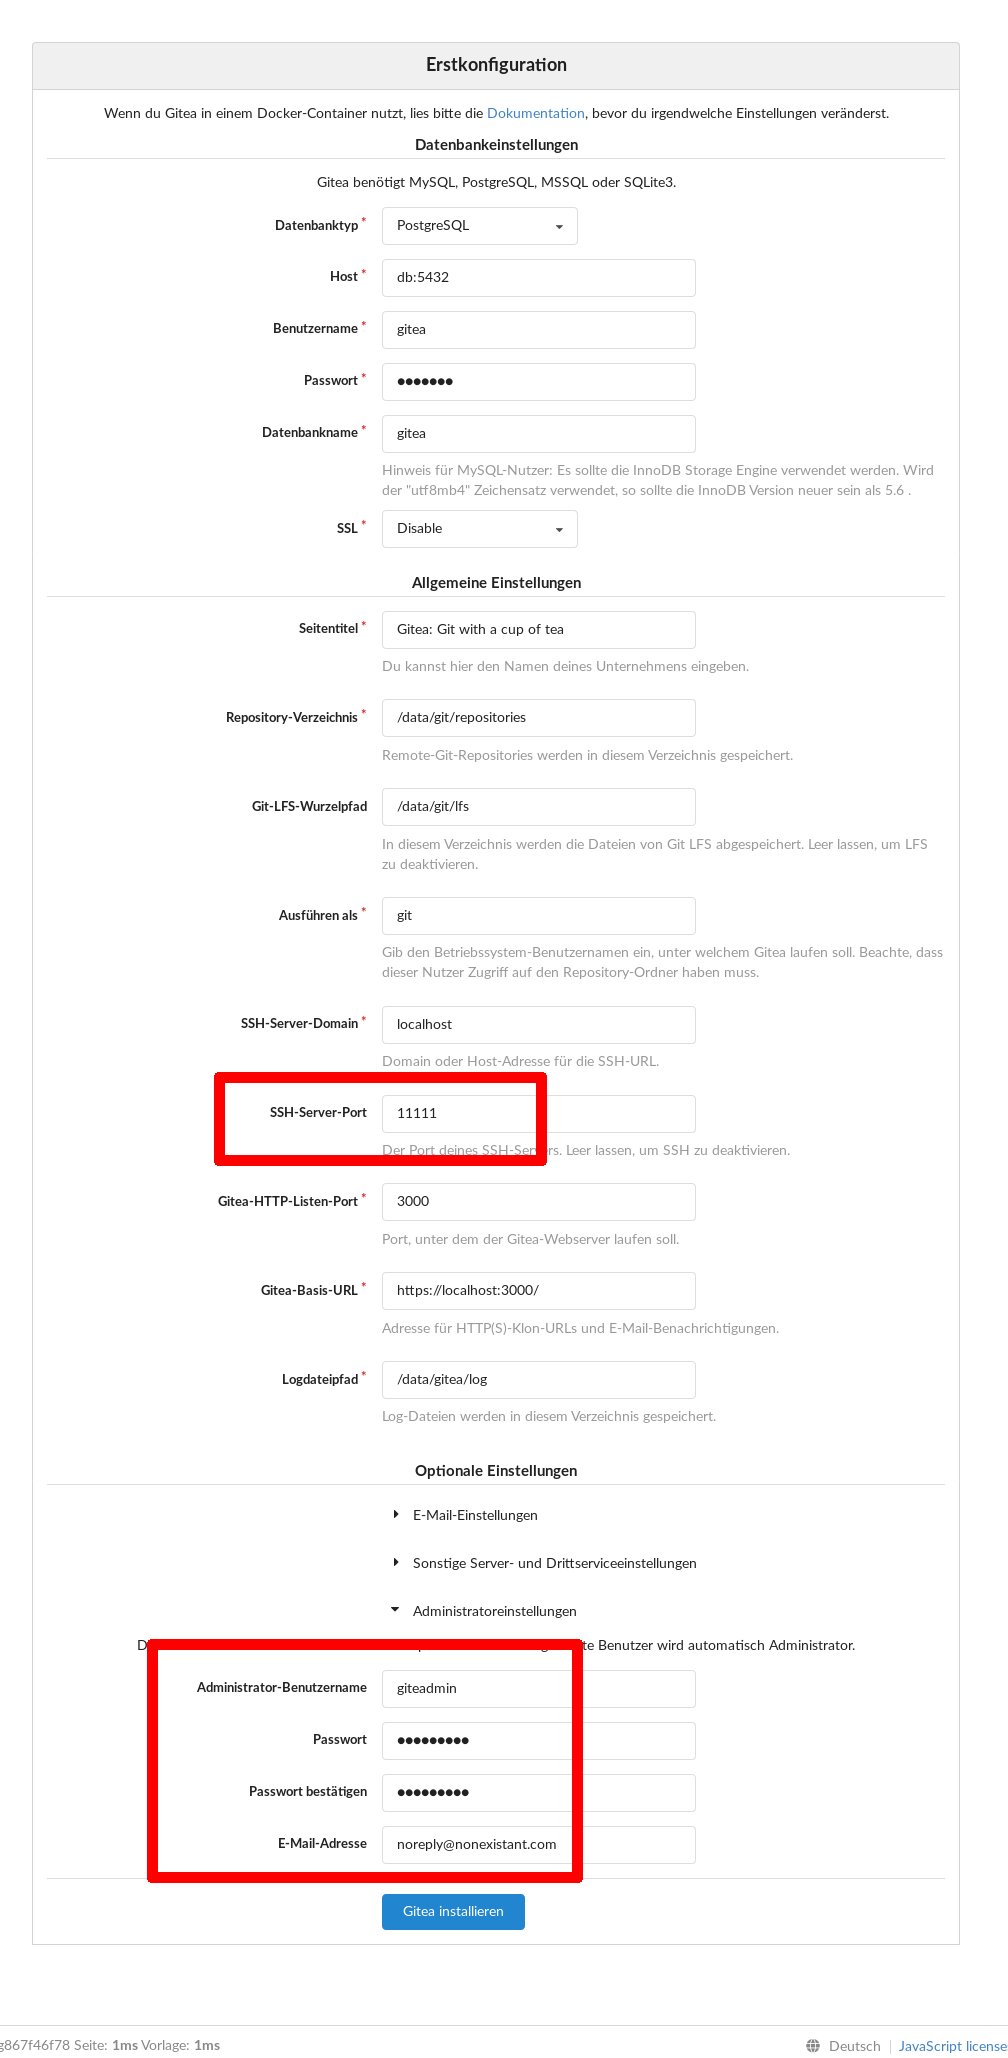 Erstkonfiguration
Wenn du Gitea in einem Docker-Container nutzt, lies bitte die Dokumentation, bevor du irgendwelche Einstellungen veränderst.
Datenbankeinstellungen
Gitea benötigt MySQL, PostgreSQL, MSSQL oder SQLite3.
Datenbanktyp * PostgreSQL
Host * db:5432
Benutzername * gitea
Passwort * ●●●●●●●
Datenbankname * gitea
Hinweis für MySQL-Nutzer: Es sollte die InnoDB Storage Engine verwendet werden. Wird
der "utf8mb4" Zeichensatz verwendet, so sollte die InnoDB Version neuer sein als 5.6 .
SSL * Disable
Allgemeine Einstellungen
Seitentitel * Gitea: Git with a cup of tea
Du kannst hier den Namen deines Unternehmens eingeben.
Repository-Verzeichnis * /data/git/repositories
Remote-Git-Repositories werden in diesem Verzeichnis gespeichert.
Git-LFS-Wurzelpfad /data/git/lfs
In diesem Verzeichnis werden die Dateien von Git LFS abgespeichert. Leer lassen, um LFS
zu deaktivieren.
Ausführen als * git
Gib den Betriebssystem-Benutzernamen ein, unter welchem Gitea laufen soll. Beachte, dass
dieser Nutzer Zugriff auf den Repository-Ordner haben muss.
SSH-Server-Domain * localhost
Domain oder Host-Adresse für die SSH-URL.
SSH-Server-Port 11111
Der Port deines SSH-Servers. Leer lassen, um SSH zu deaktivieren.
Gitea-HTTP-Listen-Port * 3000
Port, unter dem der Gitea-Webserver laufen soll.
Gitea-Basis-URL * https://localhost:3000/
Adresse für HTTP(S)-Klon-URLs und E-Mail-Benachrichtigungen.
Logdateipfad * /data/gitea/log
Log-Dateien werden in diesem Verzeichnis gespeichert.
Optionale Einstellungen
E-Mail-Einstellungen
Sonstige Server- und Drittserviceeinstellungen
Administratoreinstellungen
Benutzer wird automatisch Administrator.
Administrator-Benutzername giteadmin
Passwort ●●●●●●●●●
Passwort bestätigen ●●●●●●●●●
E-Mail-Adresse noreply@nonexistant.com
Gitea installieren
g867f46f78 Seite: 1ms Vorlage: 1ms
Deutsch | JavaScript license